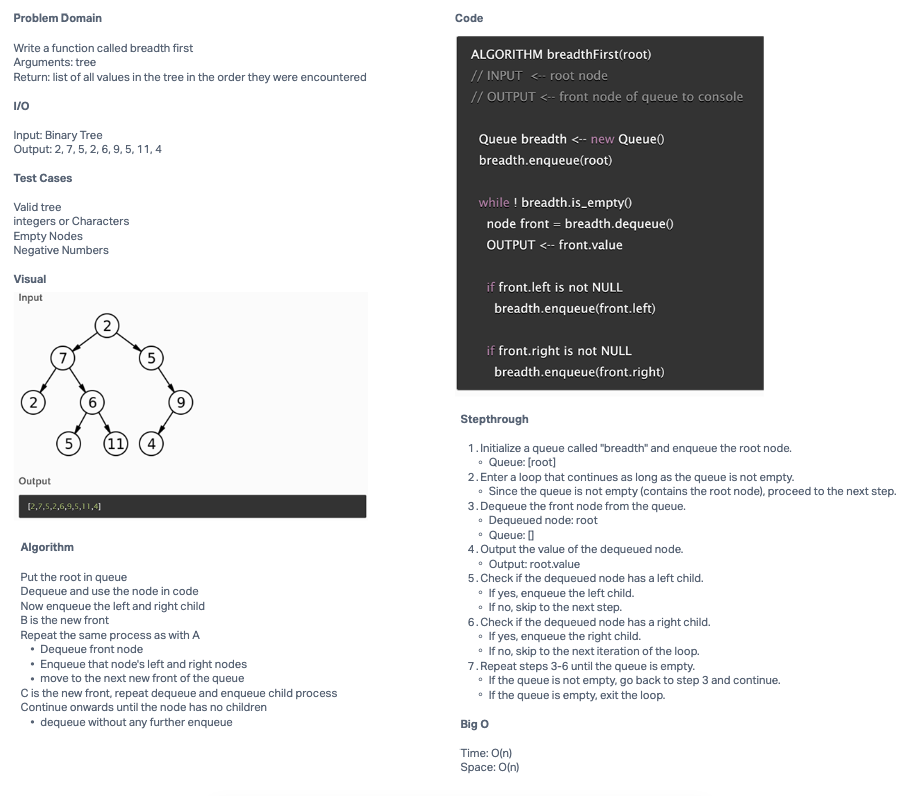 Problem Domain
Write a function called breadth first
Arguments: tree
Return: list of all values in the tree in the order they were encountered
I/O
Input: Binary Tree
Output: 2, 7, 5, 2, 6, 9, 5, 11, 4
Test Cases
Valid tree
integers or Characters
Empty Nodes
Negative Numbers
Visual
Input
2
7 5
2 6 9
5 11 4
Output
[2,7,5,2,6,9,5,11,4]
Algorithm
Put the root in queue
Dequeue and use the node in code
Now enqueue the left and right child
B is the new front
Repeat the same process as with A
• Dequeue front node
• Enqueue that node's left and right nodes
• move to the next new front of the queue
C is the new front, repeat dequeue and enqueue child process
Continue onwards until the node has no children
• dequeue without any further enqueue
Code
ALGORITHM breadthFirst(root)
// INPUT <-- root node
// OUTPUT <-- front node of queue to console
Queue breadth <-- new Queue()
breadth.enqueue(root)
while ! breadth.is_empty()
node front = breadth.dequeue()
OUTPUT <-- front.value
if front.left is not NULL
breadth.enqueue(front.left)
if front.right is not NULL
breadth.enqueue(front.right)
Stepthrough
1. Initialize a queue called "breadth" and enqueue the root node.
◦ Queue: [root]
2. Enter a loop that continues as long as the queue is not empty.
◦ Since the queue is not empty (contains the root node), proceed to the next step.
3. Dequeue the front node from the queue.
◦ Dequeued node: root
◦ Queue: []
4. Output the value of the dequeued node.
◦ Output: root.value
5. Check if the dequeued node has a left child.
◦ If yes, enqueue the left child.
◦ If no, skip to the next step.
6. Check if the dequeued node has a right child.
◦ If yes, enqueue the right child.
◦ If no, skip to the next iteration of the loop.
7. Repeat steps 3-6 until the queue is empty.
◦ If the queue is not empty, go back to step 3 and continue.
◦ If the queue is empty, exit the loop.
Big O
Time: O(n)
Space: O(n)